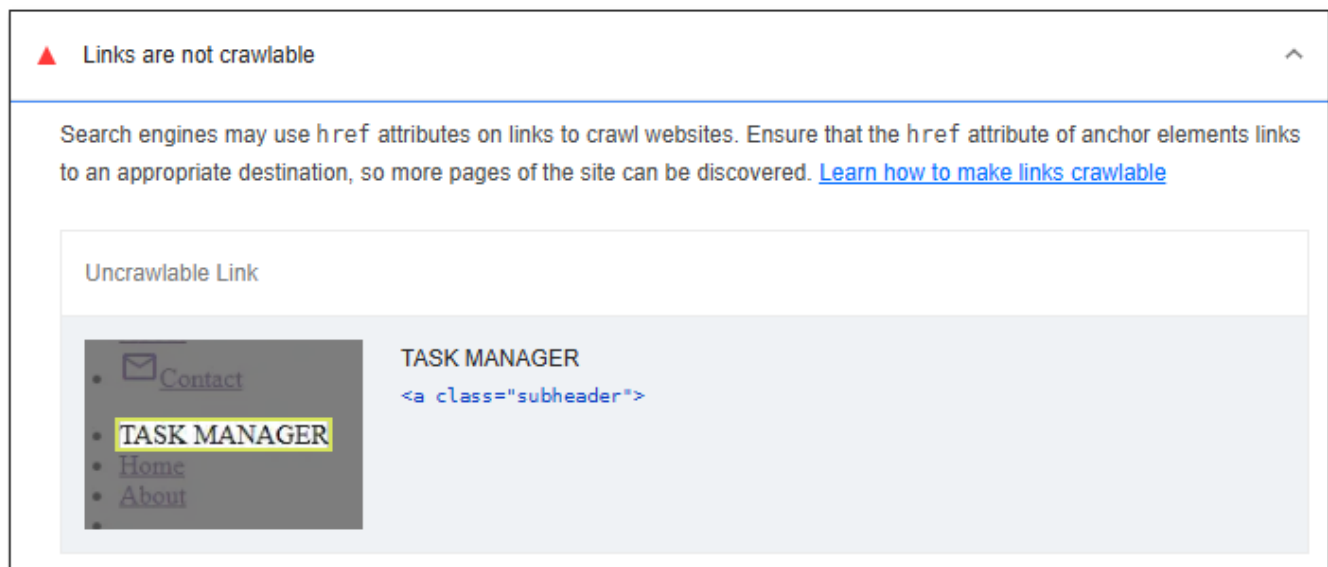 Links are not crawlable
Search engines may use href attributes on links to crawl websites. Ensure that the href attribute of anchor elements links
to an appropriate destination, so more pages of the site can be discovered. Learn how to make links crawlable
Uncrawlable Link
Contact
TASK MANAGER
Home
About
TASK MANAGER
<a class="subheader">